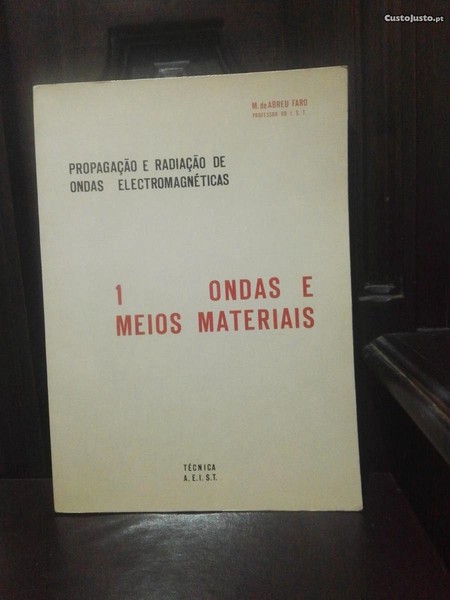 CustoJusto.pt
M. de ABREU FARO
PROFESSOR DO I. S. T.
PROPAGAÇÃO E RADIAÇÃO DE
ONDAS ELECTROMAGNÉTICAS
1 ONDAS E
MEIOS MATERIAIS
TÉCNICA
A. E. I. S. T.